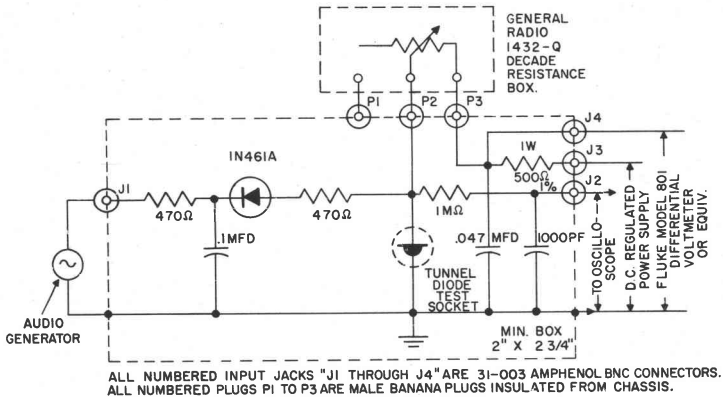 GENERAL
RADIO
1432-Q
DECADE
RESISTANCE
BOX.
P1
P2
P3
J4
J3
J2
J1
1N461A
1W
500Ω
1%
470Ω
470Ω
1MΩ
.1MFD
.047 MFD
1000PF
TUNNEL
DIODE
TEST
SOCKET
AUDIO
GENERATOR
MIN. BOX
2" X 2 3/4"
TO OSCILLO-
SCOPE
D.C. REGULATED
POWER SUPPLY
FLUKE MODEL 801
DIFFERENTIAL
VOLTMETER
OR EQUIV.
ALL NUMBERED INPUT JACKS "J1 THROUGH J4" ARE 31-003 AMPHENOL BNC CONNECTORS.
ALL NUMBERED PLUGS P1 TO P3 ARE MALE BANANA PLUGS INSULATED FROM CHASSIS.